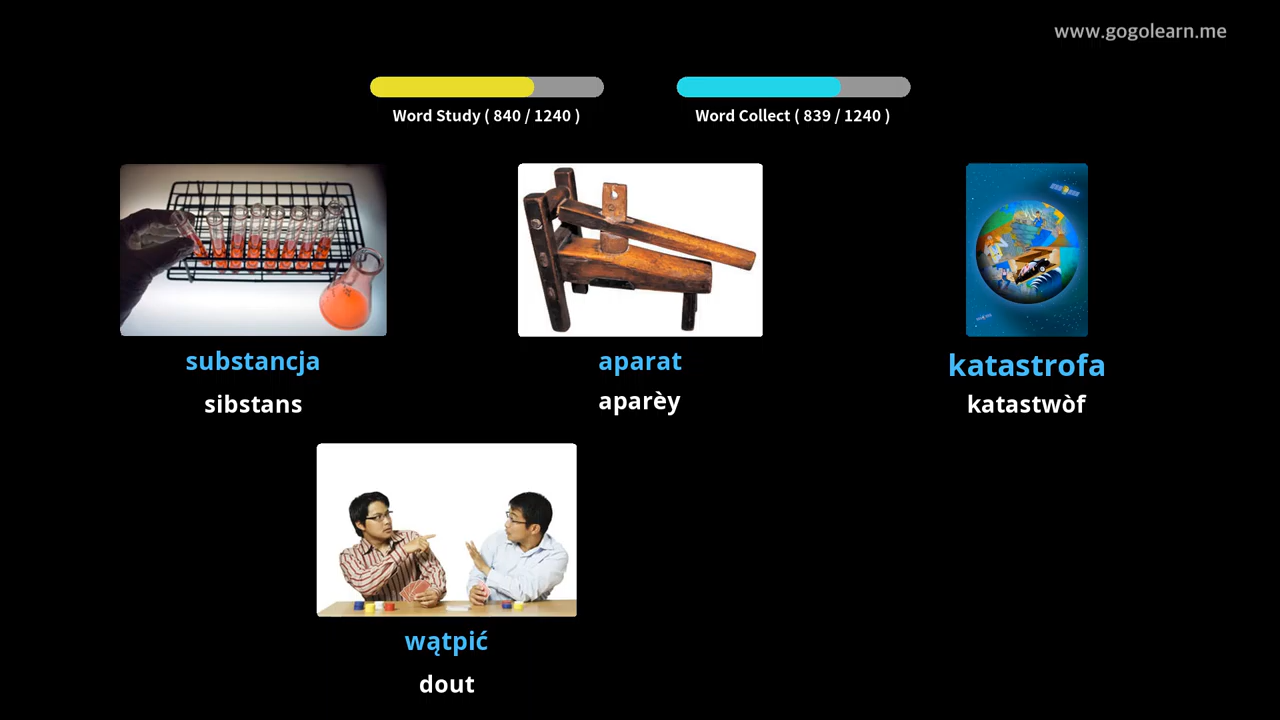 www.gogolearn.me
Word Study ( 840 / 1240 )
Word Collect ( 839 / 1240 )
substancja
sibstans
aparat
aparèy
katastrofa
katastwòf
wątpić
dout